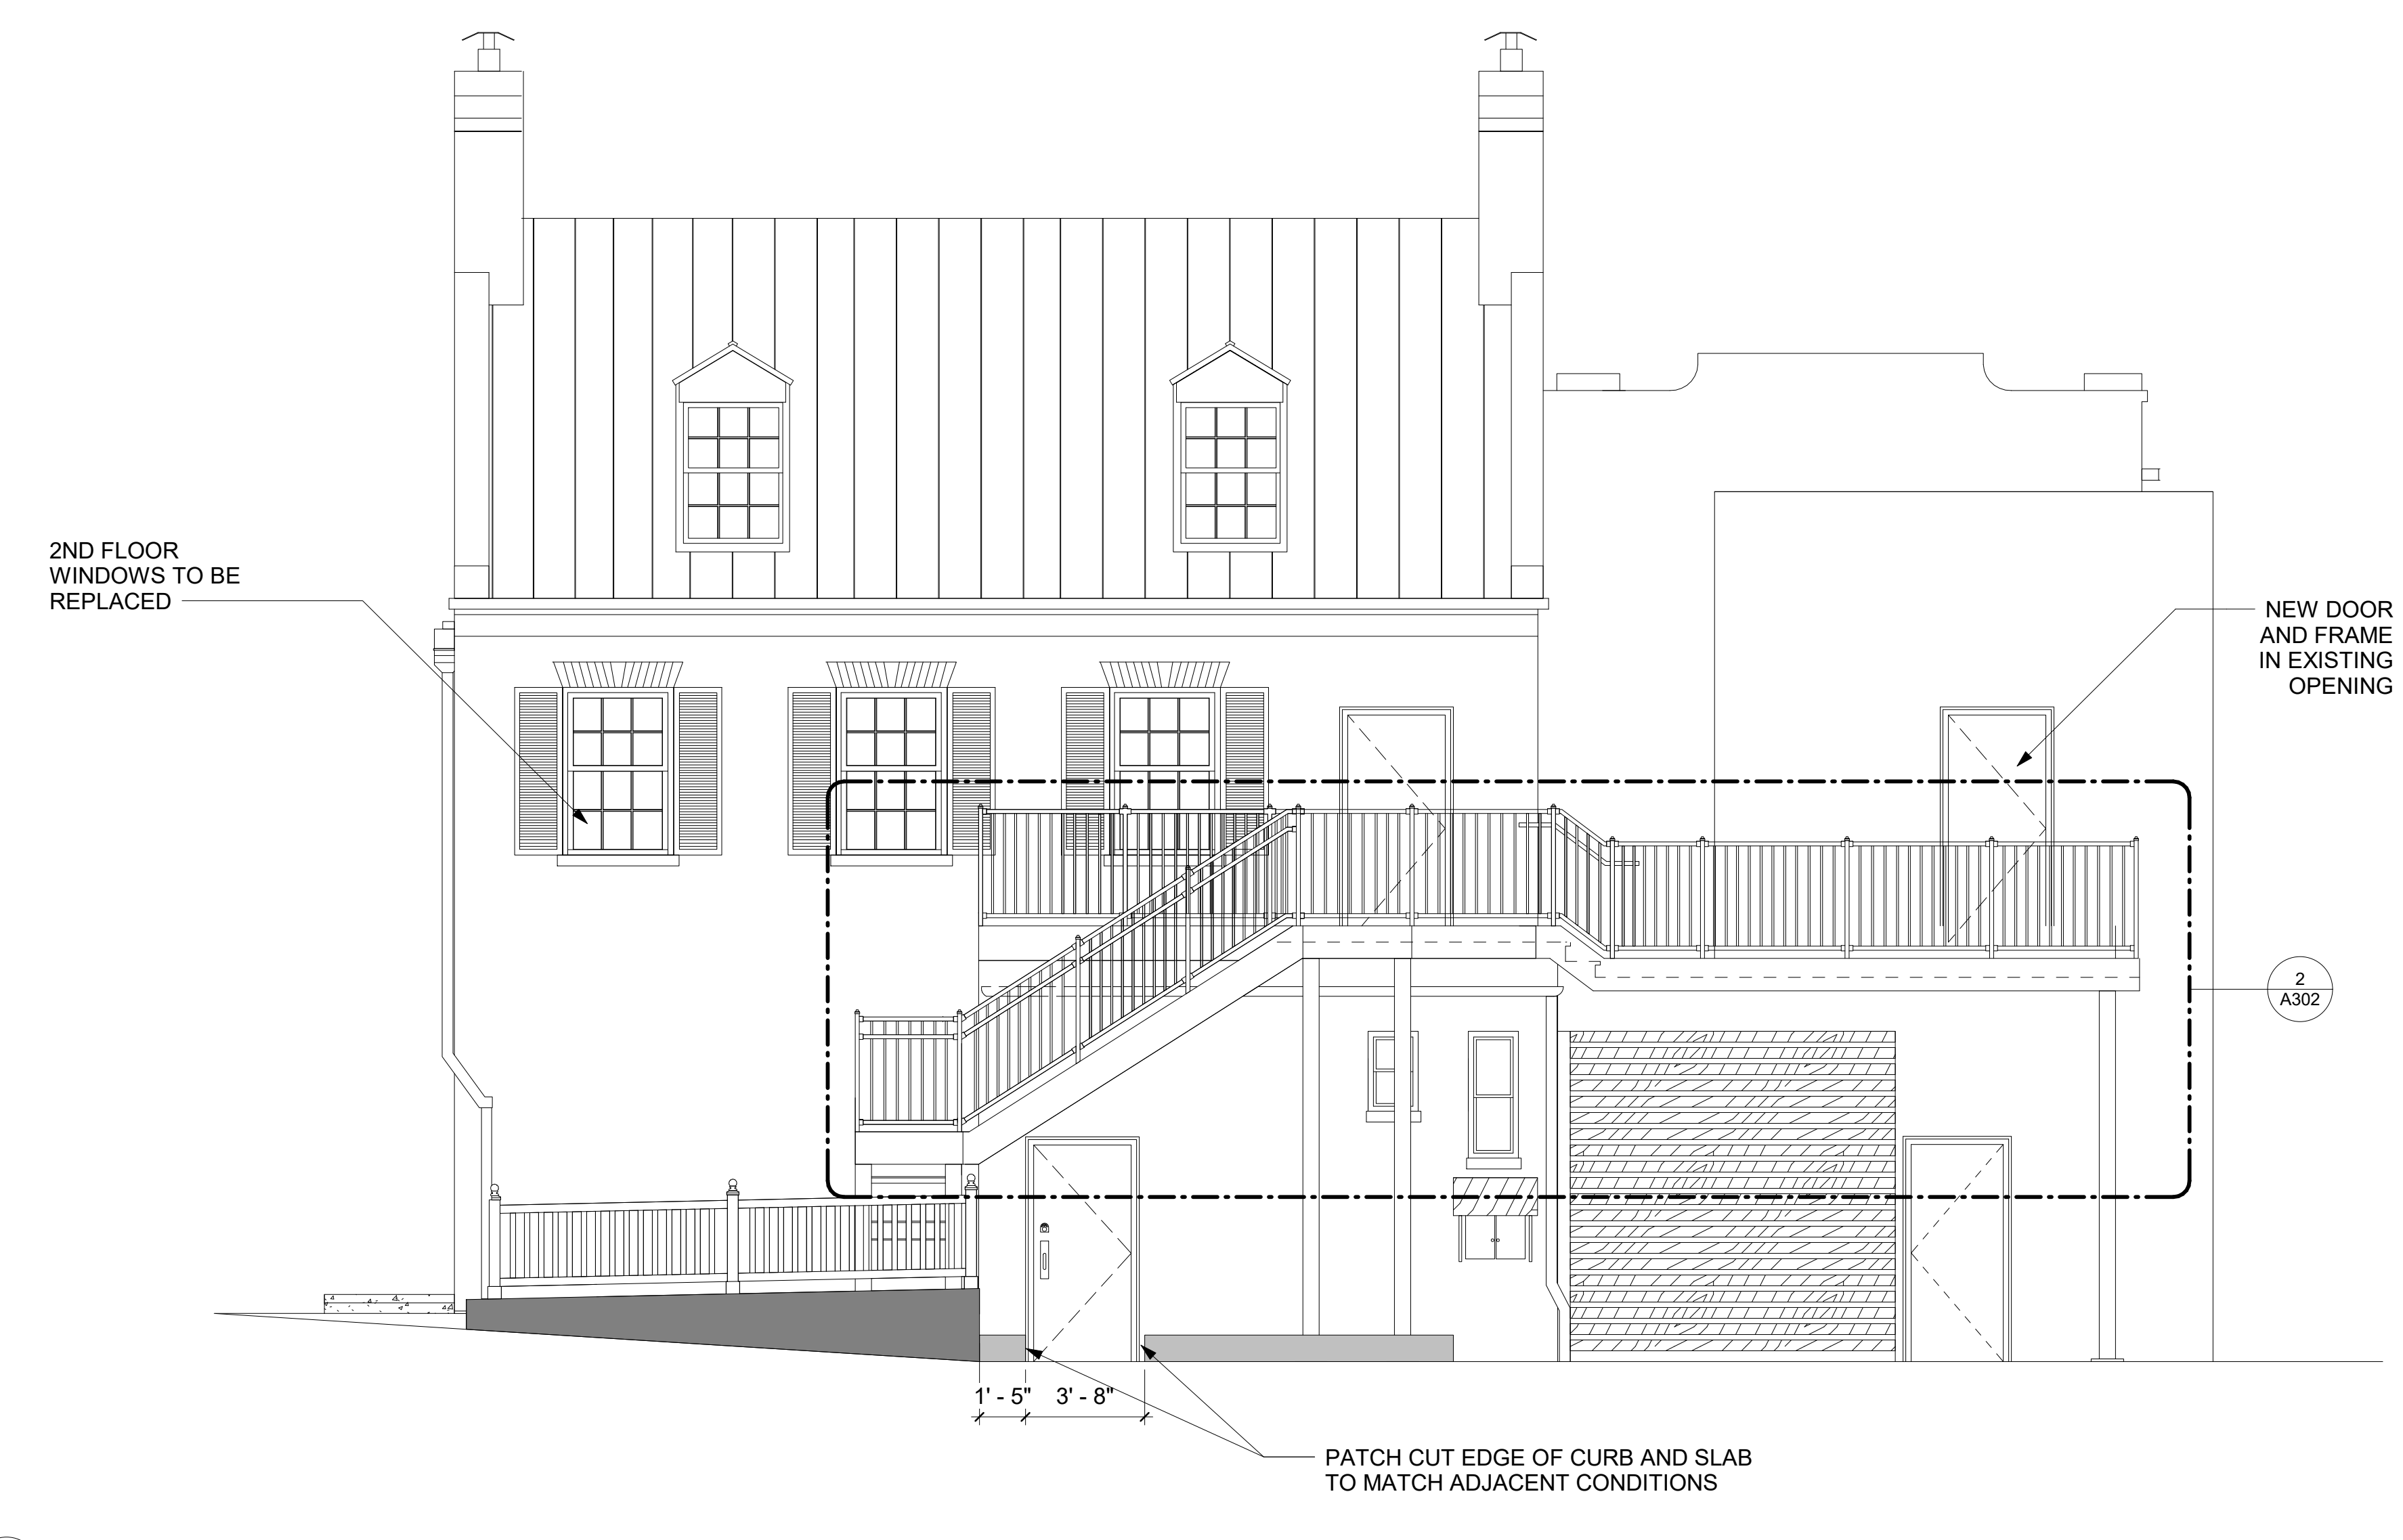 2ND FLOOR
WINDOWS TO BE
REPLACED
NEW DOOR
AND FRAME
IN EXISTING
OPENING
2
A302
1' - 5" 3' - 8"
PATCH CUT EDGE OF CURB AND SLAB
TO MATCH ADJACENT CONDITIONS